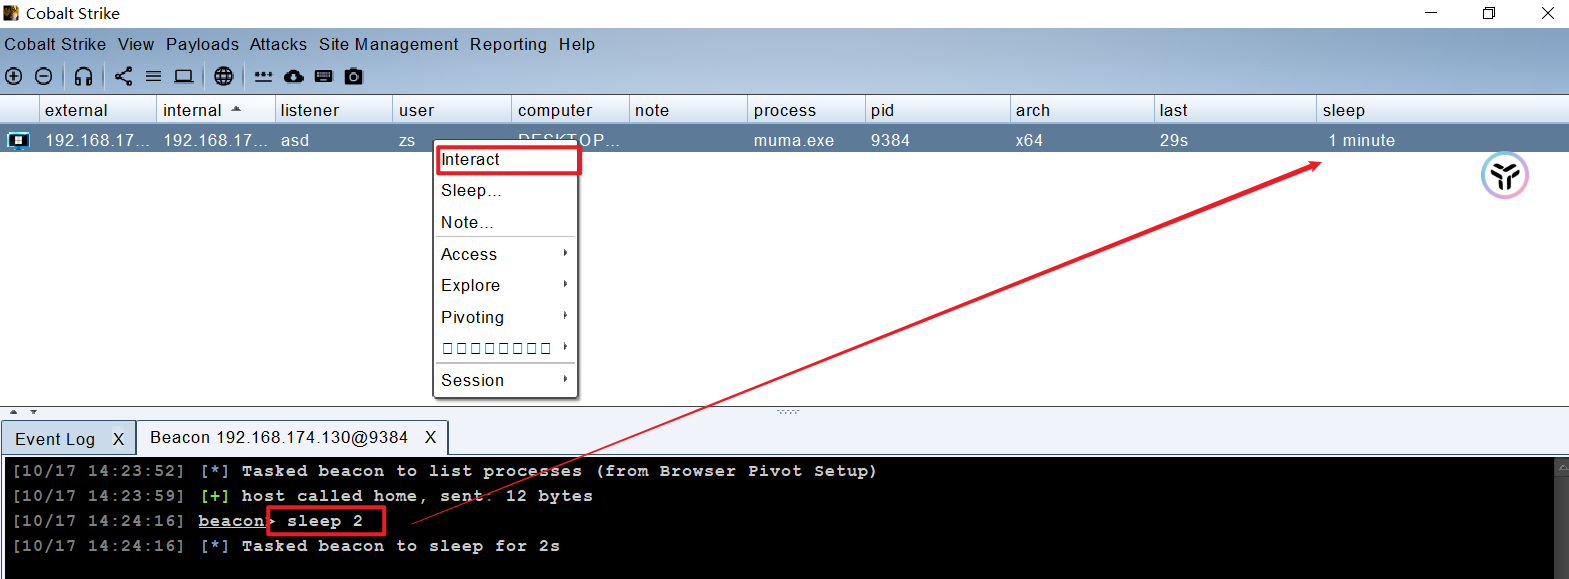 Cobalt Strike
Cobalt Strike View Payloads Attacks Site Management Reporting Help
external internal listener user computer note process pid arch last sleep
192.168.17... 192.168.17... asd zs DESKTOP... muma.exe 9384 x64 29s 1 minute
Interact
Sleep...
Note...
Access
Explore
Pivoting
□□□□□□□□
Session
Event Log X Beacon 192.168.174.130@9384 X
[10/17 14:23:52] [*] Tasked beacon to list processes (from Browser Pivot Setup)
[10/17 14:23:59] [+] host called home, sent: 12 bytes
[10/17 14:24:16] beacon> sleep 2
[10/17 14:24:16] [*] Tasked beacon to sleep for 2s